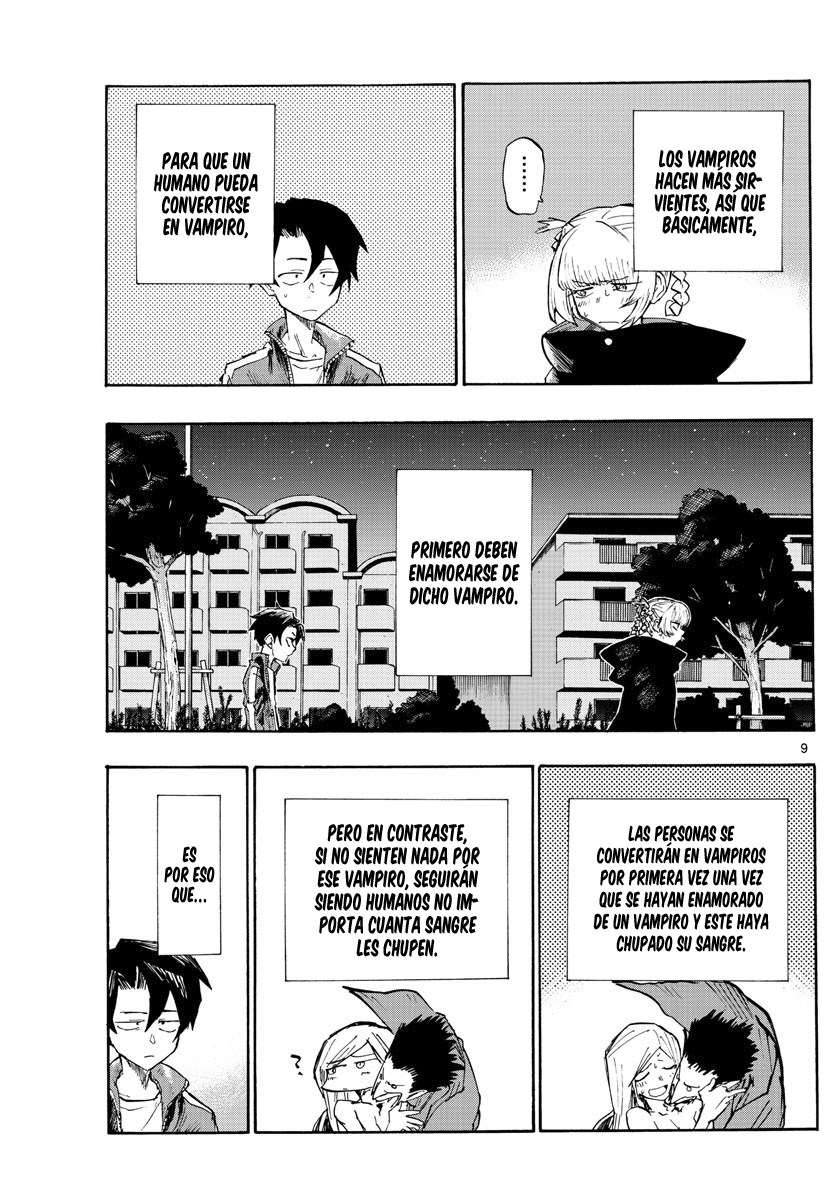 LOS VAMPIROS
HACEN MÁS SIR-
VIENTES, ASÍ QUE
BÁSICAMENTE,
......
PARA QUE UN
HUMANO PUEDA
CONVERTIRSE
EN VAMPIRO,
PRIMERO DEBEN
ENAMORARSE DE
DICHO VAMPIRO.
9
LAS PERSONAS SE
CONVERTIRÁN EN VAMPIROS
POR PRIMERA VEZ UNA VEZ
QUE SE HAYAN ENAMORADO
DE UN VAMPIRO Y ESTE HAYA
CHUPADO SU SANGRE.
PERO EN CONTRASTE,
SI NO SIENTEN NADA POR
ESE VAMPIRO, SEGUIRÁN
SIENDO HUMANOS NO IM-
PORTA CUANTA SANGRE
LES CHUPEN.
?
ES
POR ESO
QUE...